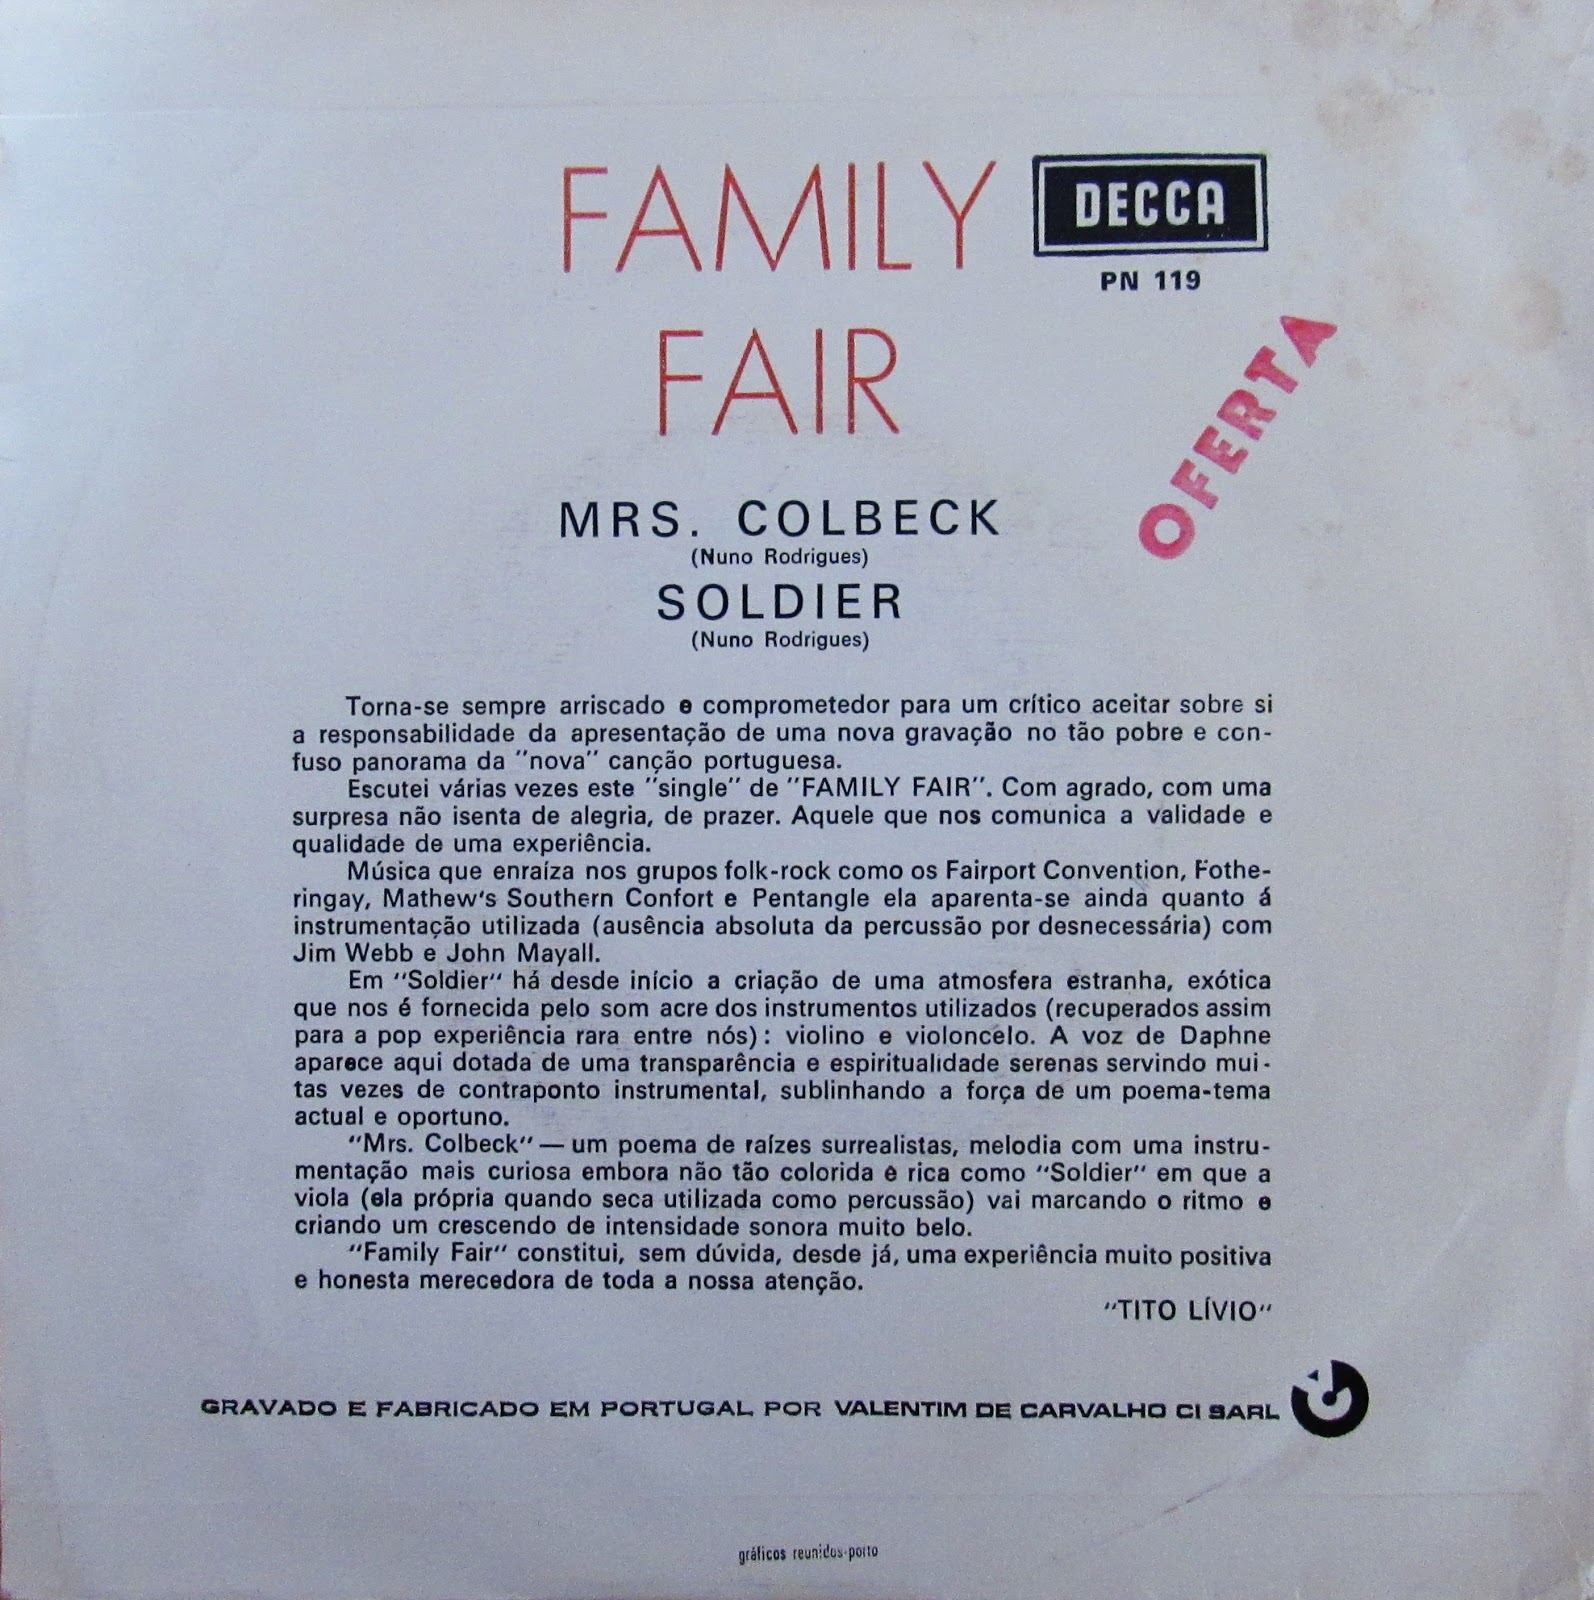 FAMILY
FAIR
DECCA
PN 119
OFERTA
MRS. COLBECK
(Nuno Rodrigues)
SOLDIER
(Nuno Rodrigues)
Torna-se sempre arriscado e comprometedor para um crítico aceitar sobre si
a responsabilidade da apresentação de uma nova gravação no tão pobre e con-
fuso panorama da "nova" canção portuguesa.
Escutei várias vezes este "single" de "FAMILY FAIR". Com agrado, com uma
surpresa não isenta de alegria, de prazer. Aquele que nos comunica a validade e
qualidade de uma experiência.
Música que enraíza nos grupos folk-rock como os Fairport Convention, Fothe-
ringay, Mathew's Southern Confort e Pentangle ela aparenta-se ainda quanto á
instrumentação utilizada (ausência absoluta da percussão por desnecessária) com
Jim Webb e John Mayall.
Em "Soldier" há desde início a criação de uma atmosfera estranha, exótica
que nos é fornecida pelo som acre dos instrumentos utilizados (recuperados assim
para a pop experiência rara entre nós): violino e violoncelo. A voz de Daphne
aparece aqui dotada de uma transparência e espiritualidade serenas servindo mui-
tas vezes de contraponto instrumental, sublinhando a força de um poema-tema
actual e oportuno.
"Mrs. Colbeck" — um poema de raízes surrealistas, melodia com uma instru-
mentação mais curiosa embora não tão colorida e rica como "Soldier" em que a
viola (ela própria quando seca utilizada como percussão) vai marcando o ritmo e
criando um crescendo de intensidade sonora muito belo.
"Family Fair" constitui, sem dúvida, desde já, uma experiência muito positiva
e honesta merecedora de toda a nossa atenção.
"TITO LÍVIO"
GRAVADO E FABRICADO EM PORTUGAL POR VALENTIM DE CARVALHO CI SARL
gráficos reunidos-porto